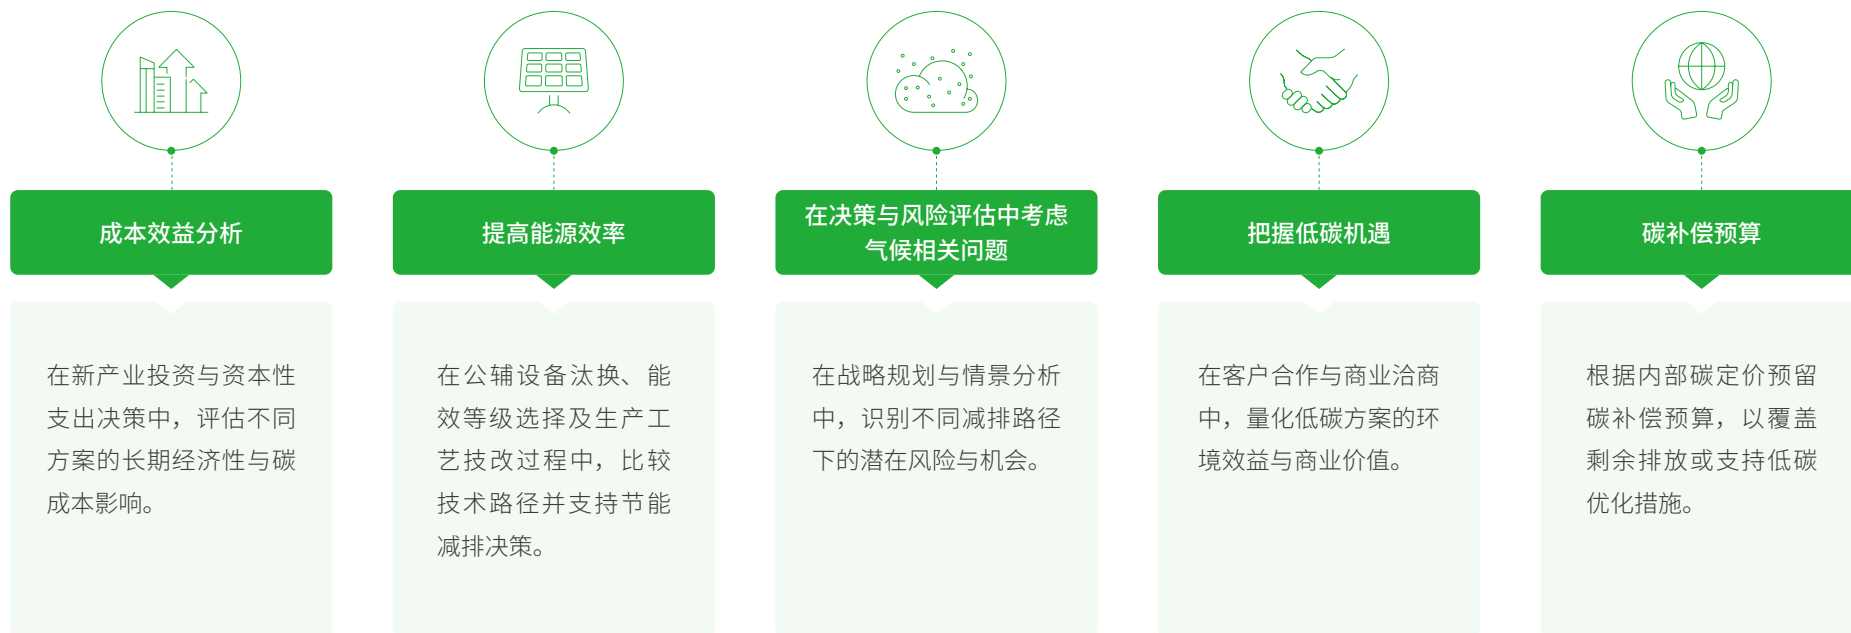 成本效益分析
在新产业投资与资本性
支出决策中，评估不同
方案的长期经济性与碳
成本影响。
提高能源效率
在公辅设备汰换、能
效等级选择及生产工
艺技改过程中，比较
技术路径并支持节能
减排决策。
在决策与风险评估中考虑
气候相关问题
在战略规划与情景分析
中，识别不同减排路径
下的潜在风险与机会。
把握低碳机遇
在客户合作与商业洽商
中，量化低碳方案的环
境效益与商业价值。
碳补偿预算
根据内部碳定价预留
碳补偿预算，以覆盖
剩余排放或支持低碳
优化措施。